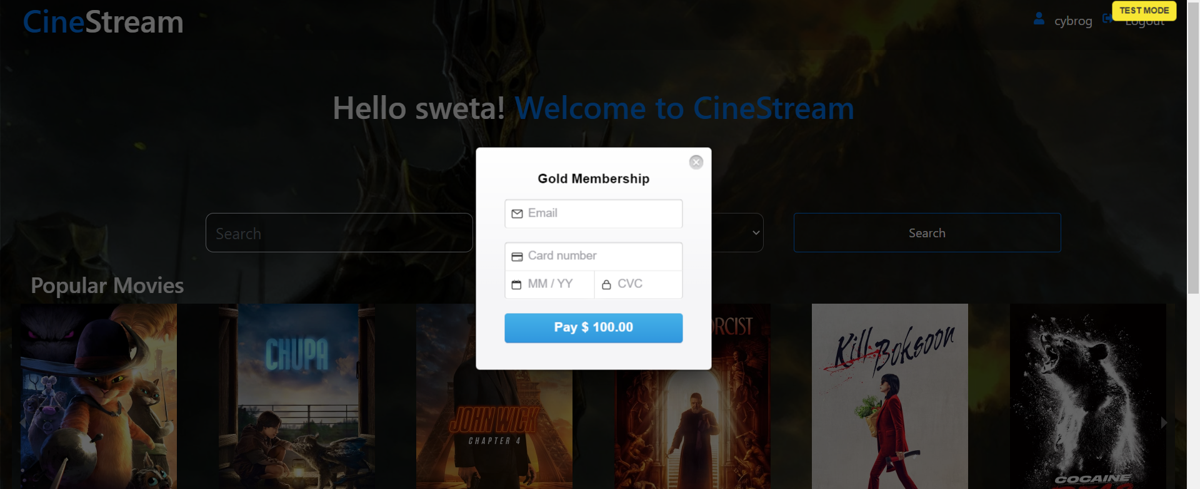 CineStream
cybrog
Logout
TEST MODE
Hello sweta! Welcome to CineStream
Gold Membership
Email
Search
Search
Card number
MM / YY
CVC
Popular Movies
Pay $ 100.00
CHUPA
JOHN WICK
CHAPTER 4
ORCIST
Kill Boksoon
COCAINE